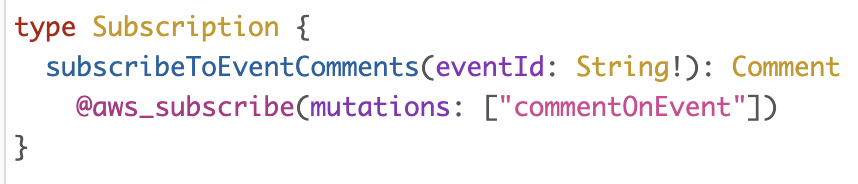 type Subscription {
  subscribeToEventComments(eventId: String!): Comment
    @aws_subscribe(mutations: ["commentOnEvent"])
}